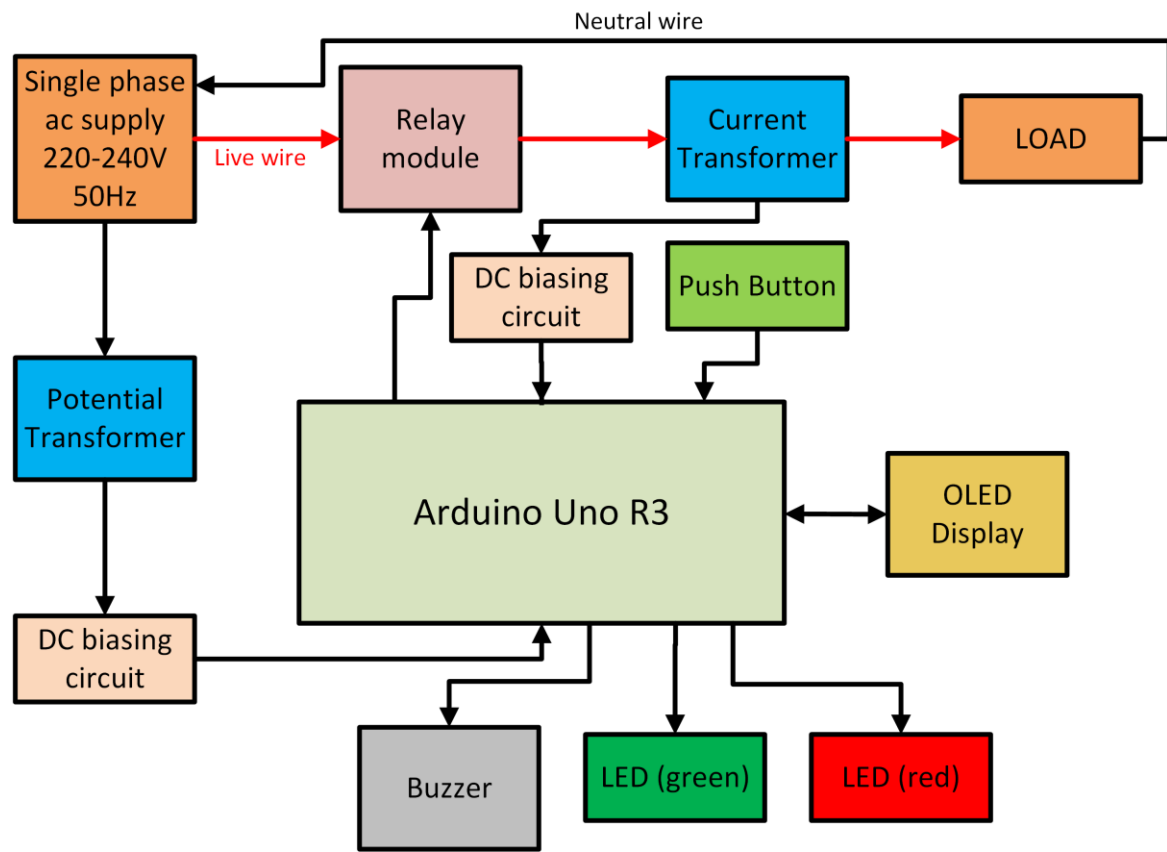 Neutral wire
Single phase
ac supply
220-240V
50Hz
Live wire
Relay
module
Current
Transformer
LOAD
DC biasing
circuit
Push Button
Potential
Transformer
Arduino Uno R3
OLED
Display
DC biasing
circuit
Buzzer
LED (green)
LED (red)